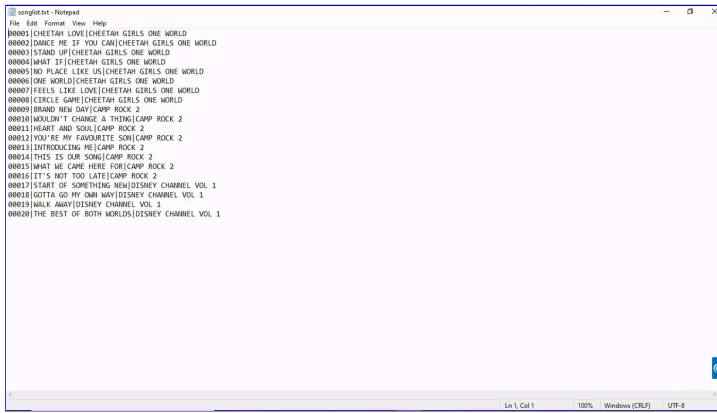 songlist.txt - Notepad
File Edit Format View Help
00001|CHEETAH LOVE|CHEETAH GIRLS ONE WORLD
00002|DANCE ME IF YOU CAN|CHEETAH GIRLS ONE WORLD
00003|STAND UP|CHEETAH GIRLS ONE WORLD
00004|WHAT IF|CHEETAH GIRLS ONE WORLD
00005|NO PLACE LIKE US|CHEETAH GIRLS ONE WORLD
00006|ONE WORLD|CHEETAH GIRLS ONE WORLD
00007|FEELS LIKE LOVE|CHEETAH GIRLS ONE WORLD
00008|CIRCLE GAME|CHEETAH GIRLS ONE WORLD
00009|BRAND NEW DAY|CAMP ROCK 2
00010|WOULDN'T CHANGE A THING|CAMP ROCK 2
00011|HEART AND SOUL|CAMP ROCK 2
00012|YOU'RE MY FAVOURITE SON|CAMP ROCK 2
00013|INTRODUCING ME|CAMP ROCK 2
00014|THIS IS OUR SONG|CAMP ROCK 2
00015|WHAT WE CAME HERE FOR|CAMP ROCK 2
00016|IT'S NOT TOO LATE|CAMP ROCK 2
00017|START OF SOMETHING NEW|DISNEY CHANNEL VOL 1
00018|GOTTA GO MY OWN WAY|DISNEY CHANNEL VOL 1
00019|WALK AWAY|DISNEY CHANNEL VOL 1
00020|THE BEST OF BOTH WORLDS|DISNEY CHANNEL VOL 1
Ln 1, Col 1 100% Windows (CRLF) UTF-8